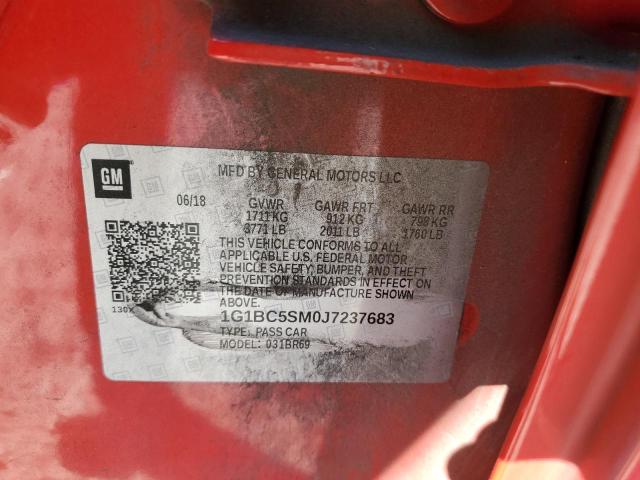 GM
MFD BY GENERAL MOTORS LLC
06/18 GVWR GAWR FRT GAWR RR
1711 KG 912 KG 798 KG
3771 LB 2011 LB 1760 LB
THIS VEHICLE CONFORMS TO ALL
APPLICABLE U.S. FEDERAL MOTOR
VEHICLE SAFETY, BUMPER, AND THEFT
PREVENTION STANDARDS IN EFFECT ON
THE DATE OF MANUFACTURE SHOWN
ABOVE.
130X
1G1BC5SM0J7237683
TYPE: PASS CAR
MODEL: 031BR69